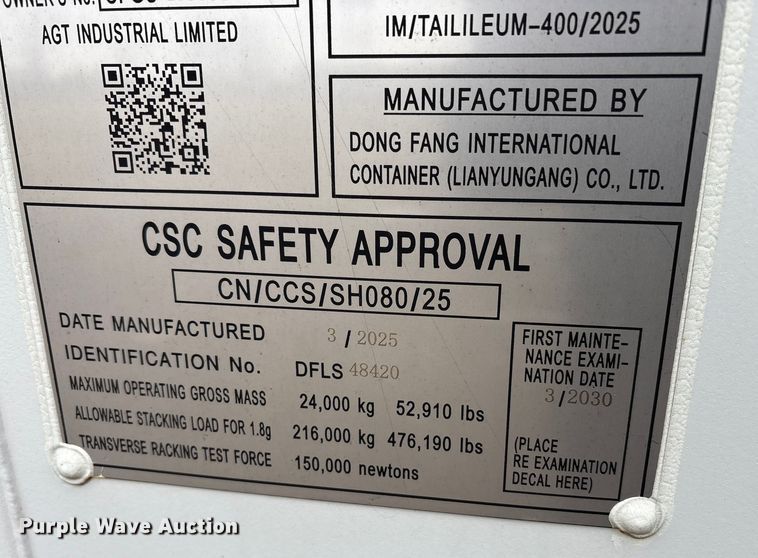 OWNER'S NO.
AGT INDUSTRIAL LIMITED
IM/TAILILEUM-400/2025
MANUFACTURED BY
DONG FANG INTERNATIONAL
CONTAINER (LIANYUNGANG) CO., LTD.
CSC SAFETY APPROVAL
CN/CCS/SH080/25
DATE MANUFACTURED 3 / 2025
IDENTIFICATION No. DFLS 48420
MAXIMUM OPERATING GROSS MASS 24,000 kg 52,910 lbs
ALLOWABLE STACKING LOAD FOR 1.8g 216,000 kg 476,190 lbs
TRANSVERSE RACKING TEST FORCE 150,000 newtons
FIRST MAINTE-
NANCE EXAMI-
NATION DATE
3/2030
(PLACE
RE EXAMINATION
DECAL HERE)
Purple Wave Auction